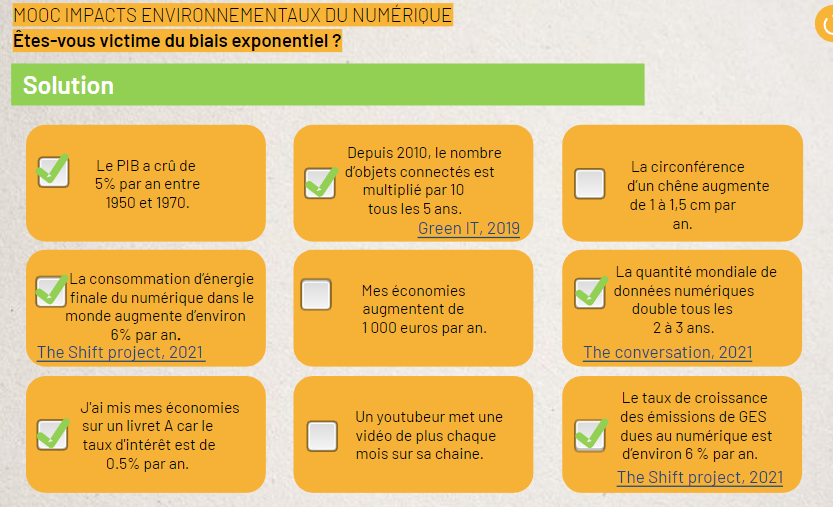 MOOC IMPACTS ENVIRONNEMENTAUX DU NUMÉRIQUE
Êtes-vous victime du biais exponentiel ?
Solution
Le PIB a crû de
5% par an entre
1950 et 1970.
Depuis 2010, le nombre
d'objets connectés est
multiplié par 10
tous les 5 ans.
Green IT, 2019
La circonférence
d'un chêne augmente
de 1 à 1,5 cm par
an.
La consommation d'énergie
finale du numérique dans le
monde augmente d'environ
6% par an.
The Shift project, 2021
Mes économies
augmentent de
1 000 euros par an.
La quantité mondiale de
données numériques
double tous les
2 à 3 ans.
The conversation, 2021
J'ai mis mes économies
sur un livret A car le
taux d'intérêt est de
0.5% par an.
Un youtubeur met une
vidéo de plus chaque
mois sur sa chaine.
Le taux de croissance
des émissions de GES
dues au numérique est
d'environ 6 % par an.
The Shift project, 2021